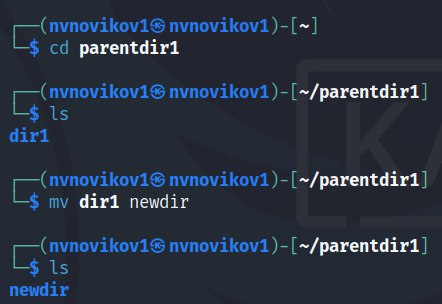 ┌──(nvnovikov1㉿nvnovikov1)-[~]
└─$ cd parentdir1
┌──(nvnovikov1㉿nvnovikov1)-[~/parentdir1]
└─$ ls
dir1
┌──(nvnovikov1㉿nvnovikov1)-[~/parentdir1]
└─$ mv dir1 newdir
┌──(nvnovikov1㉿nvnovikov1)-[~/parentdir1]
└─$ ls
newdir